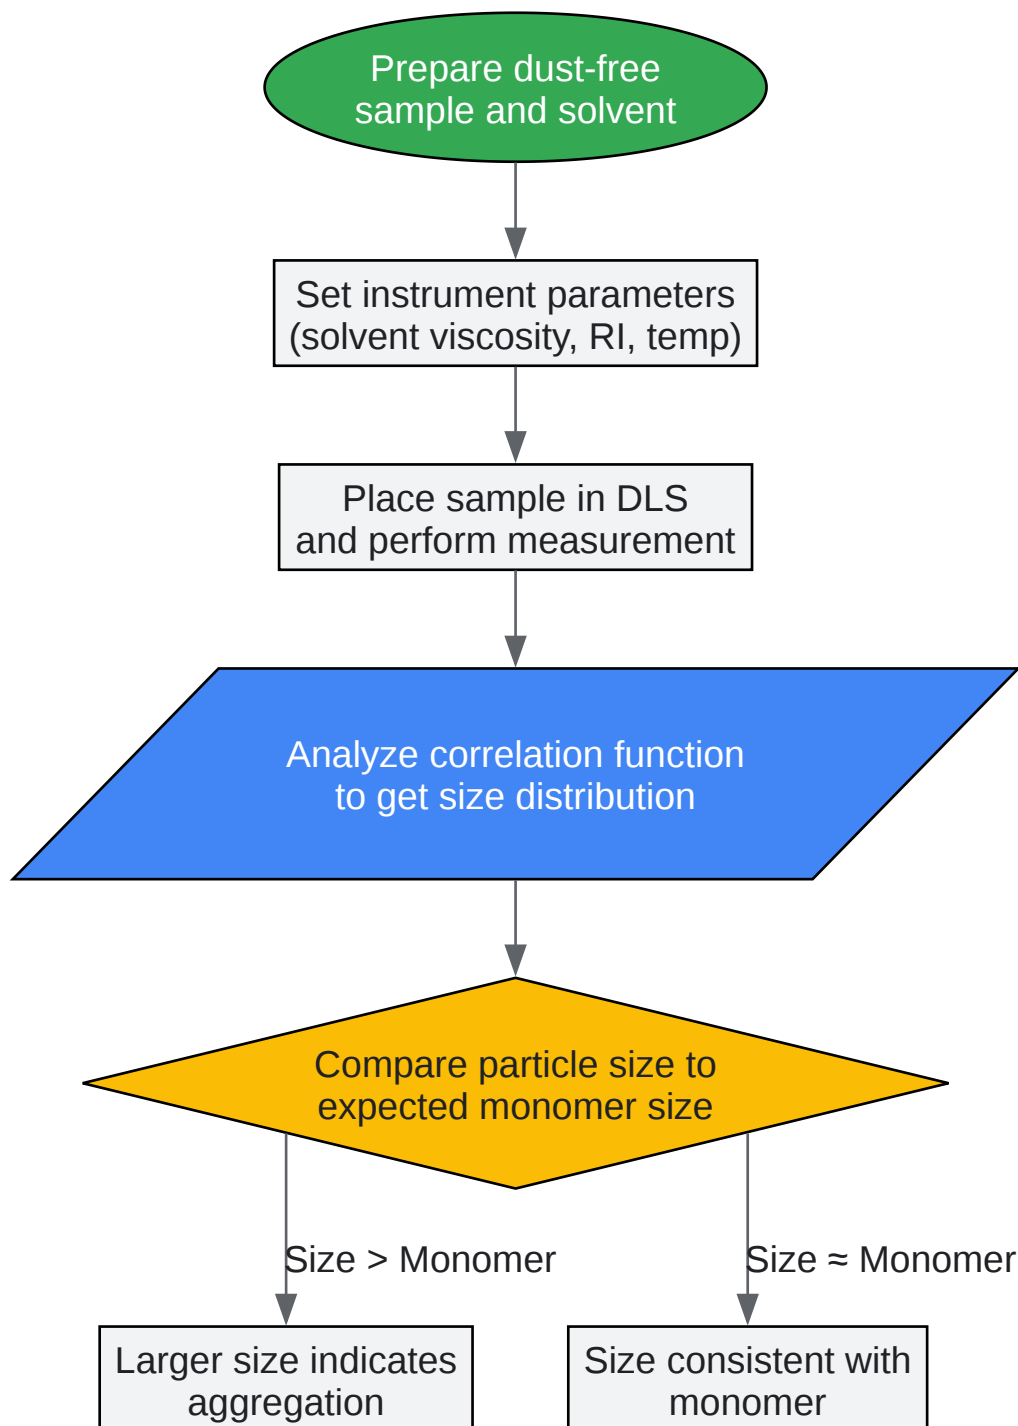 Prepare dust-free
sample and solvent
Set instrument parameters
(solvent viscosity, RI, temp)
Place sample in DLS
and perform measurement
Analyze correlation function
to get size distribution
Compare particle size to
expected monomer size
Size > Monomer
Size ≈ Monomer
Larger size indicates
aggregation
Size consistent with
monomer